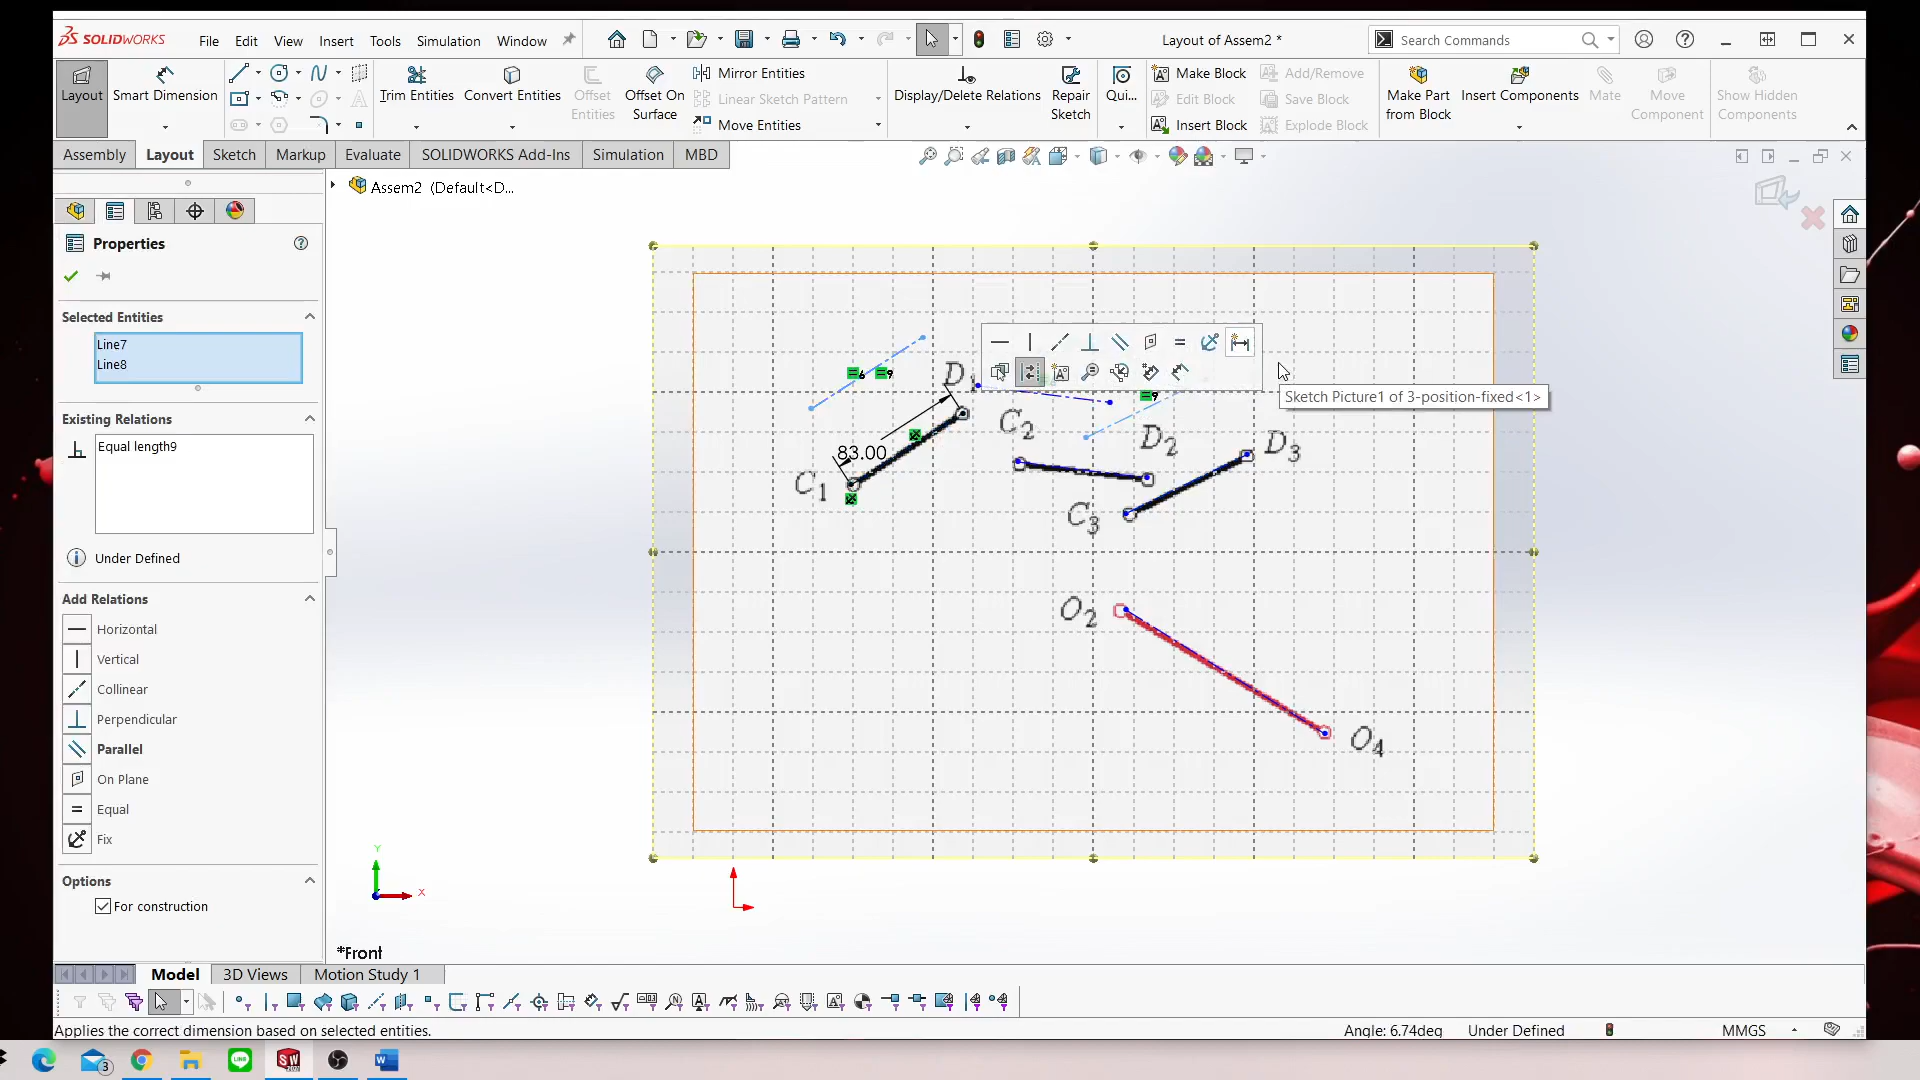 SOLIDWORKS File Edit View Insert Tools Simulation Window Layout of Assem2 * Search Commands
Layout Smart Dimension Trim Entities Convert Entities Offset Entities Offset On Surface Mirror Entities Linear Sketch Pattern Move Entities Display/Delete Relations Repair Sketch Qui... Make Block Edit Block Insert Block Add/Remove Save Block Explode Block Make Part from Block Insert Components Mate Move Component Show Hidden Components
Assembly Layout Sketch Markup Evaluate SOLIDWORKS Add-Ins Simulation MBD
Assem2 (Default<D...
Properties
Selected Entities
Line7
Line8
Existing Relations
Equal length9
Under Defined
Add Relations
Horizontal
Vertical
Collinear
Perpendicular
Parallel
On Plane
Equal
Fix
Options
For construction
6 9
D1
Sketch Picture1 of 3-position-fixed<1>
9
C2
D2
D3
83.00
C1
C3
O2
O4
Y
X
*Front
Model 3D Views Motion Study 1
Applies the correct dimension based on selected entities. Angle: 6.74deg Under Defined MMGS
3